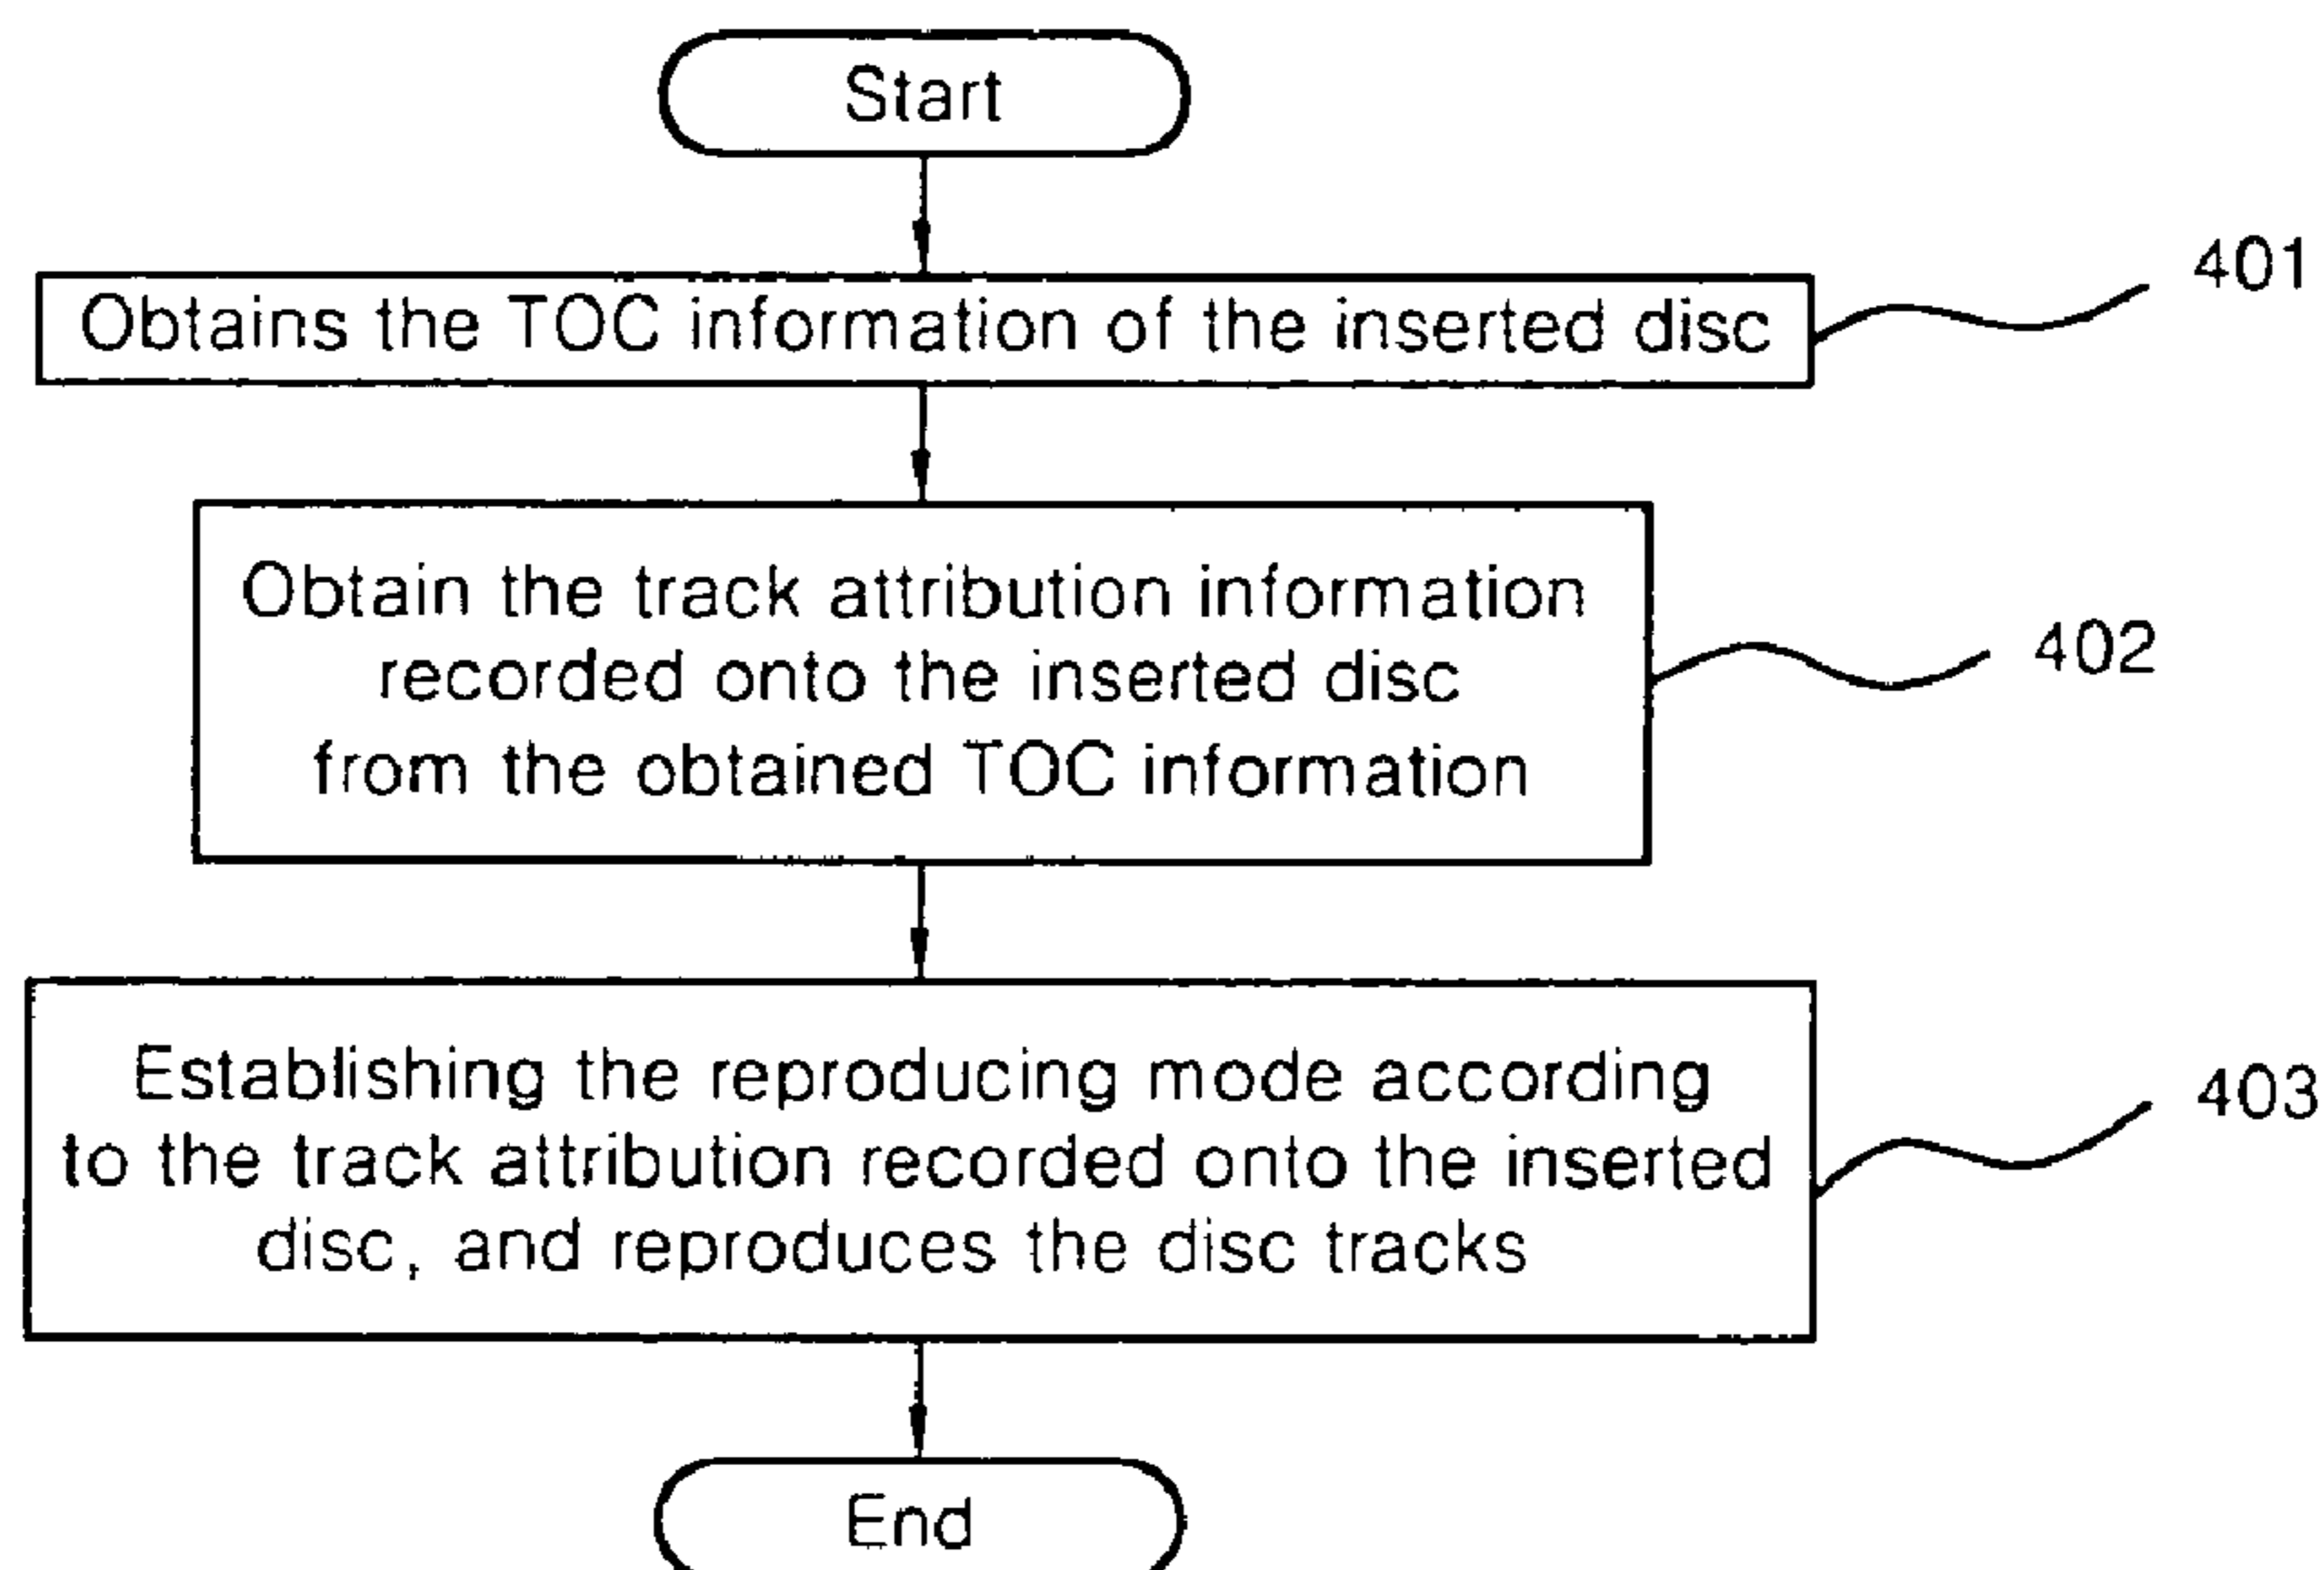 Start
Obtains the TOC information of the inserted disc
401
Obtain the track attribution information
recorded onto the inserted disc
from the obtained TOC information
402
Establishing the reproducing mode according
to the track attribution recorded onto the inserted
disc, and reproduces the disc tracks
403
End